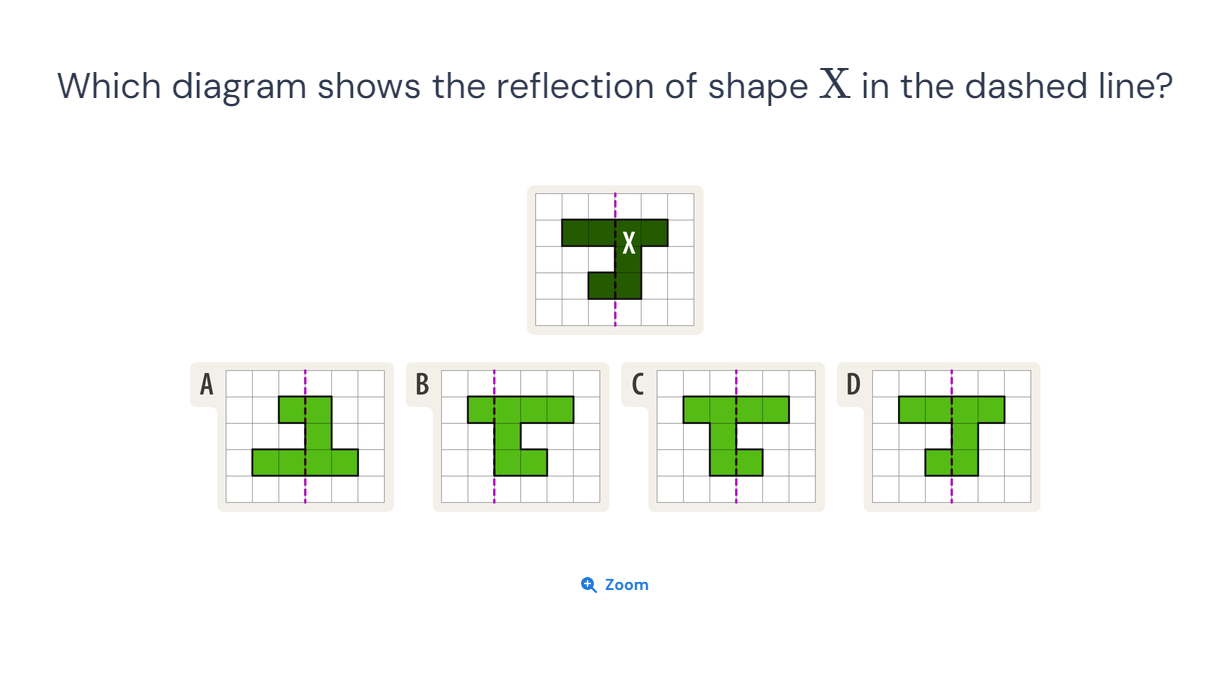 Which diagram shows the reflection of shape X in the dashed line?
X
A
B
C
D
Zoom